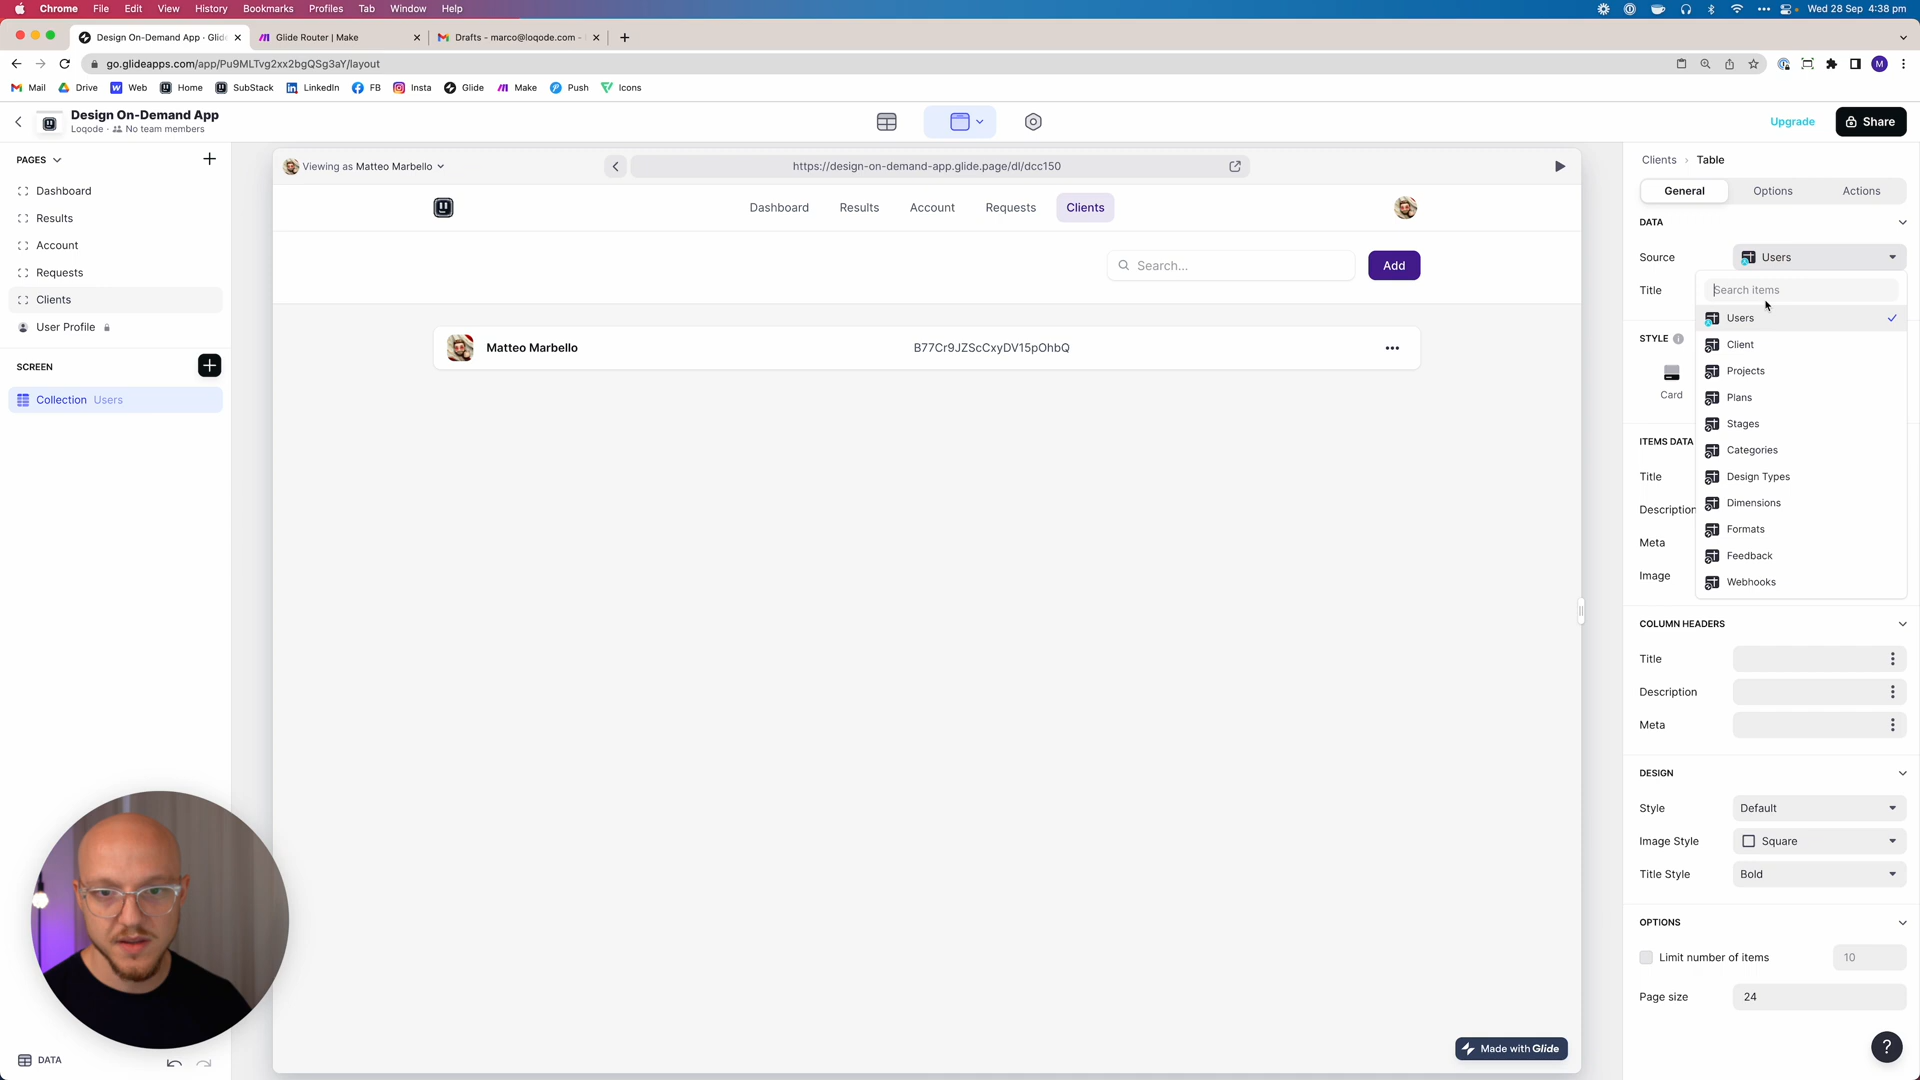 Chrome File Edit View History Bookmarks Profiles Tab Window Help
Wed 28 Sep 4:38 pm
Design On-Demand App · Glid
Glide Router | Make
Drafts - marco@loqode.com -
go.glideapps.com/app/Pu9MLTvg2xx2bgQSg3aY/layout
M
Mail Drive Web Home SubStack LinkedIn FB Insta Glide Make Push Icons
Design On-Demand App
Loqode · No team members
Upgrade
Share
PAGES
Dashboard
Results
Account
Requests
Clients
User Profile
SCREEN
Collection Users
DATA
Viewing as Matteo Marbello
https://design-on-demand-app.glide.page/dl/dcc150
Dashboard Results Account Requests Clients
Search...
Add
Matteo Marbello
B77Cr9JZScCxyDV15pOhbQ
Made with Glide
Clients › Table
General Options Actions
DATA
Source Users
Title
Search items
Users
Client
Projects
Plans
Stages
Categories
Design Types
Dimensions
Formats
Feedback
Webhooks
STYLE
Card
ITEMS DATA
Title
Description
Meta
Image
COLUMN HEADERS
Title
Description
Meta
DESIGN
Style Default
Image Style Square
Title Style Bold
OPTIONS
Limit number of items 10
Page size 24
?